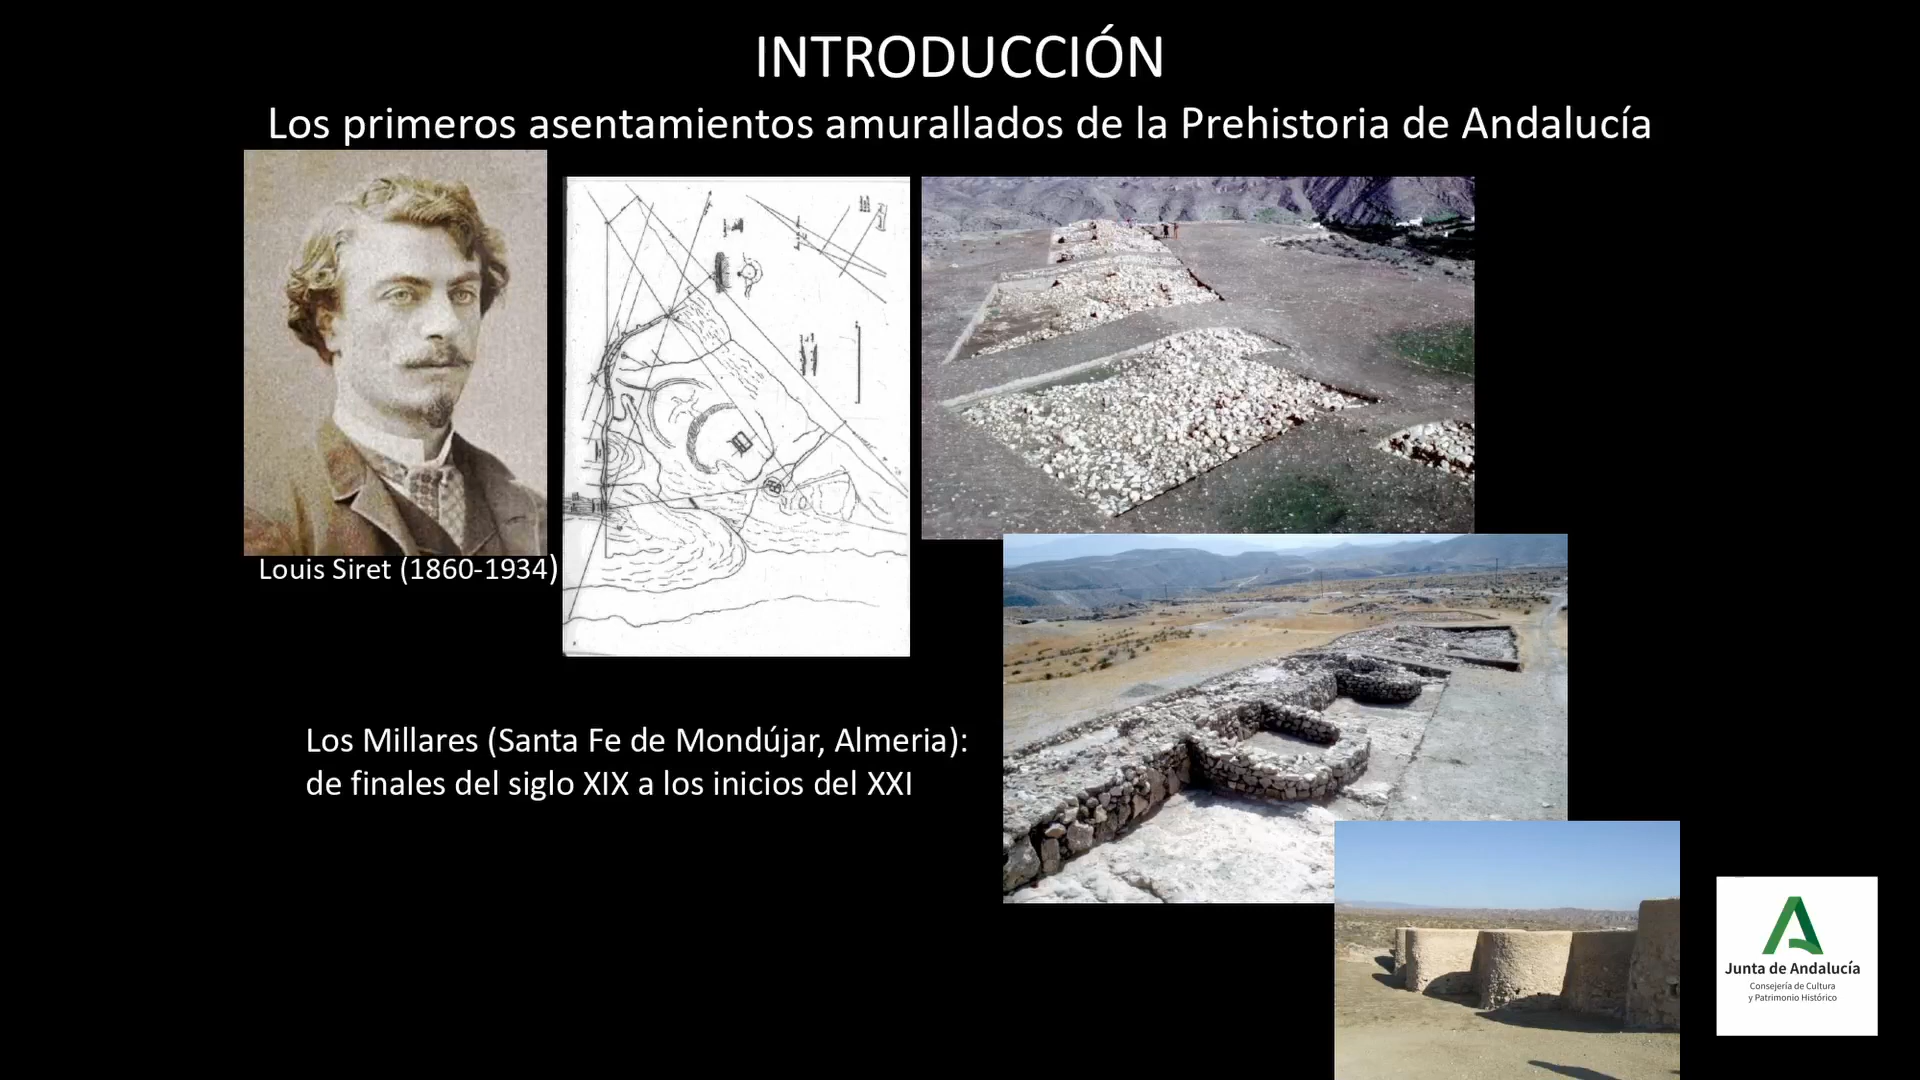 INTRODUCCIÓN
Los primeros asentamientos amurallados de la Prehistoria de Andalucía
Louis Siret (1860-1934)
Los Millares (Santa Fe de Mondújar, Almeria):
de finales del siglo XIX a los inicios del XXI
Junta de Andalucía
Consejería de Cultura
y Patrimonio Histórico